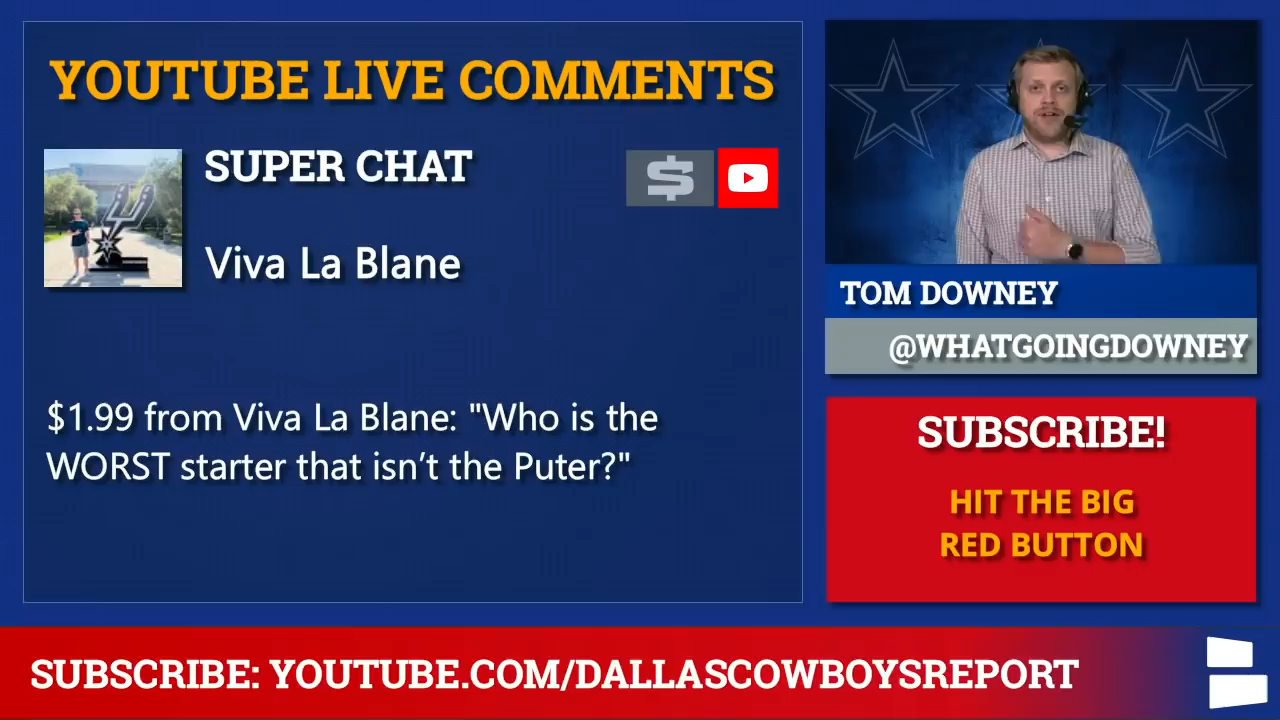 YOUTUBE LIVE COMMENTS
SUPER CHAT
Viva La Blane
$1.99 from Viva La Blane: "Who is the
WORST starter that isn’t the Puter?"
TOM DOWNEY
@WHATGOINGDOWNEY
SUBSCRIBE!
HIT THE BIG
RED BUTTON
SUBSCRIBE: YOUTUBE.COM/DALLASCOWBOYSREPORT